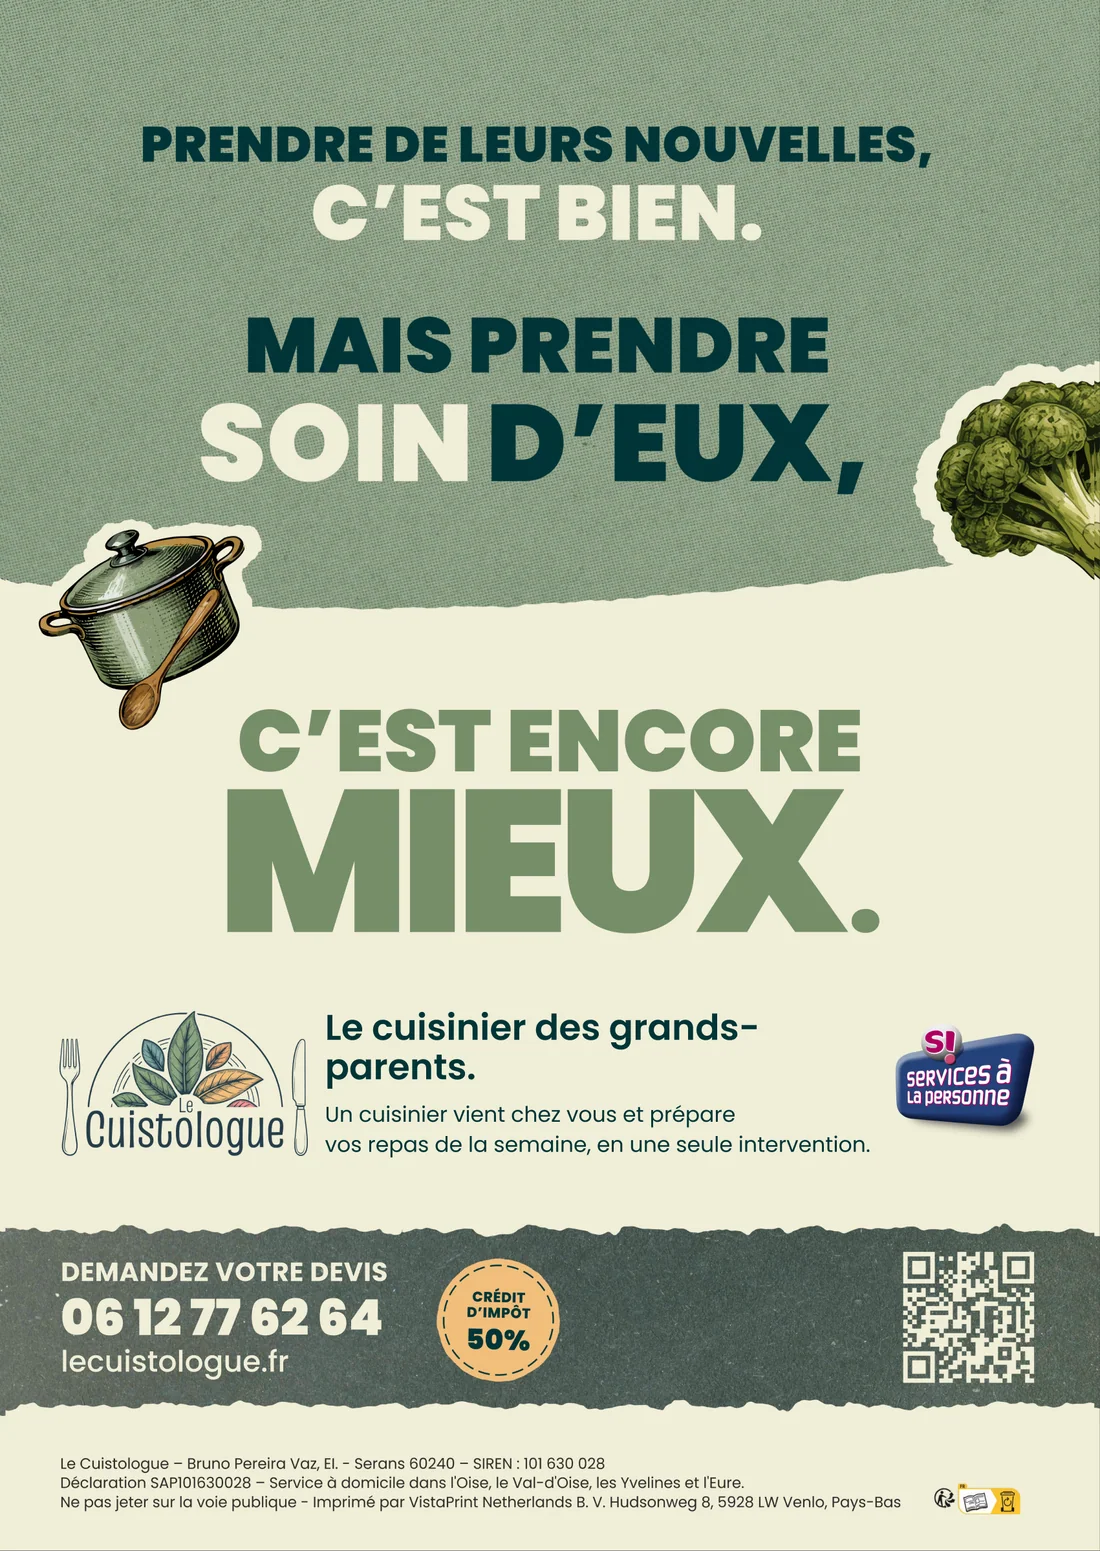 PRENDRE DE LEURS NOUVELLES,
C’EST BIEN.
MAIS PRENDRE
SOIN D’EUX,
C’EST ENCORE
MIEUX.
Le
Cuistologue
Le cuisinier des grands-
parents.
Un cuisinier vient chez vous et prépare
vos repas de la semaine, en une seule intervention.
S!
SERVICES à
La PERSONNE
DEMANDEZ VOTRE DEVIS
06 12 77 62 64
lecuistologue.fr
CRÉDIT
D’IMPÔT
50%
Le Cuistologue – Bruno Pereira Vaz, EI. - Serans 60240 – SIREN : 101 630 028
Déclaration SAP101630028 – Service à domicile dans l'Oise, le Val-d'Oise, les Yvelines et l'Eure.
Ne pas jeter sur la voie publique - Imprimé par VistaPrint Netherlands B. V. Hudsonweg 8, 5928 LW Venlo, Pays-Bas
FR